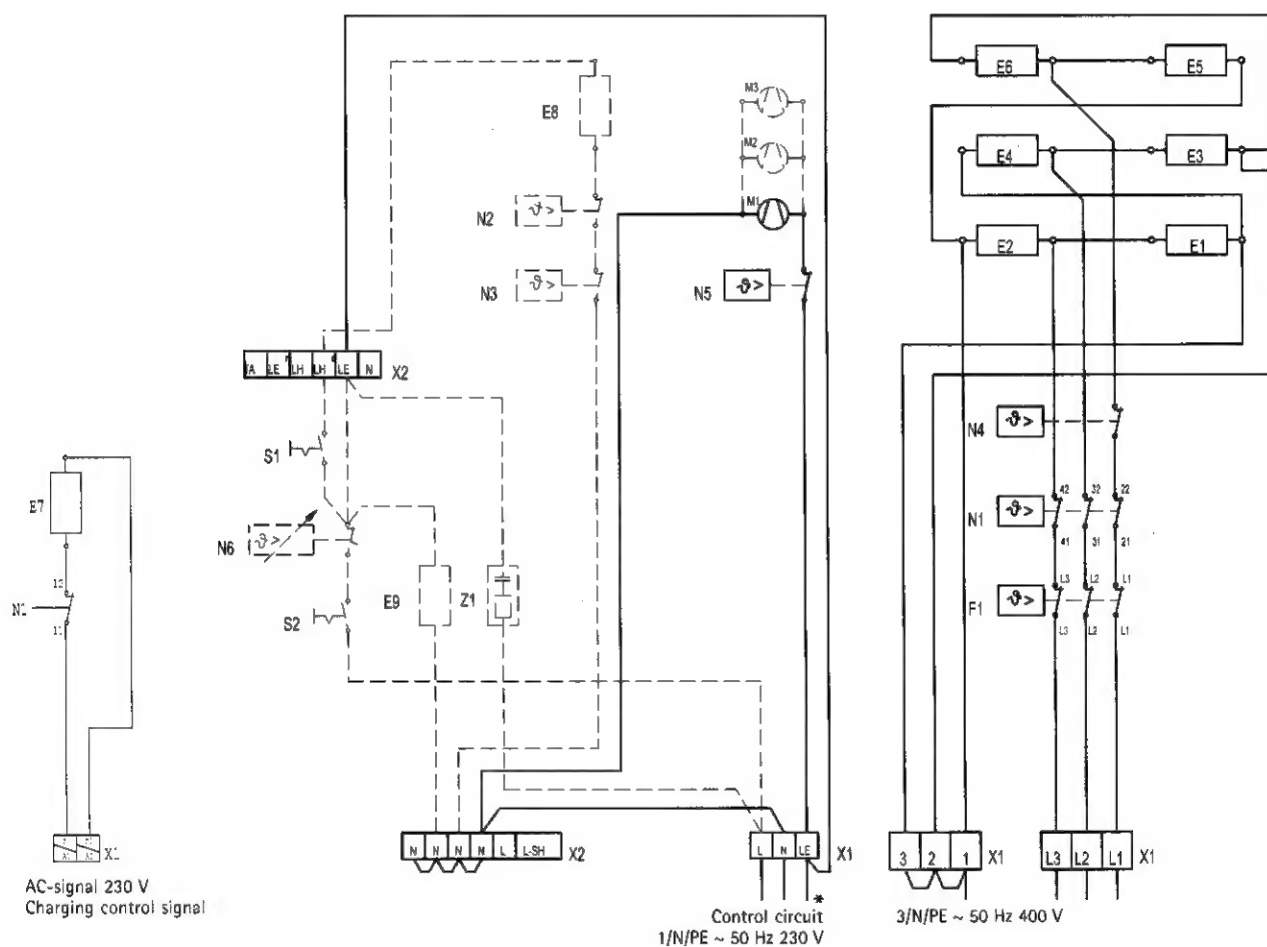 E6
E5
M3
E8
M2
E4
E3
M1
N2
ϑ>
E2
E1
N3
ϑ>
N5
ϑ>
LE
LH
LH
LE
N
X2
N4
ϑ>
S1
E7
42
32
22
N1
ϑ>
N6
ϑ>
41
31
21
12
E9
Z1
L3
L2
L1
N1
F1
ϑ>
S2
11
L3
L2
L1
N
N
N
N
L
L-SH
X2
L
N
LE
X1
3
2
1
X1
L3
L2
L1
X1
X1
AC-signal 230 V
Charging control signal
*
Control circuit
1/N/PE ~ 50 Hz 230 V
3/N/PE ~ 50 Hz 400 V